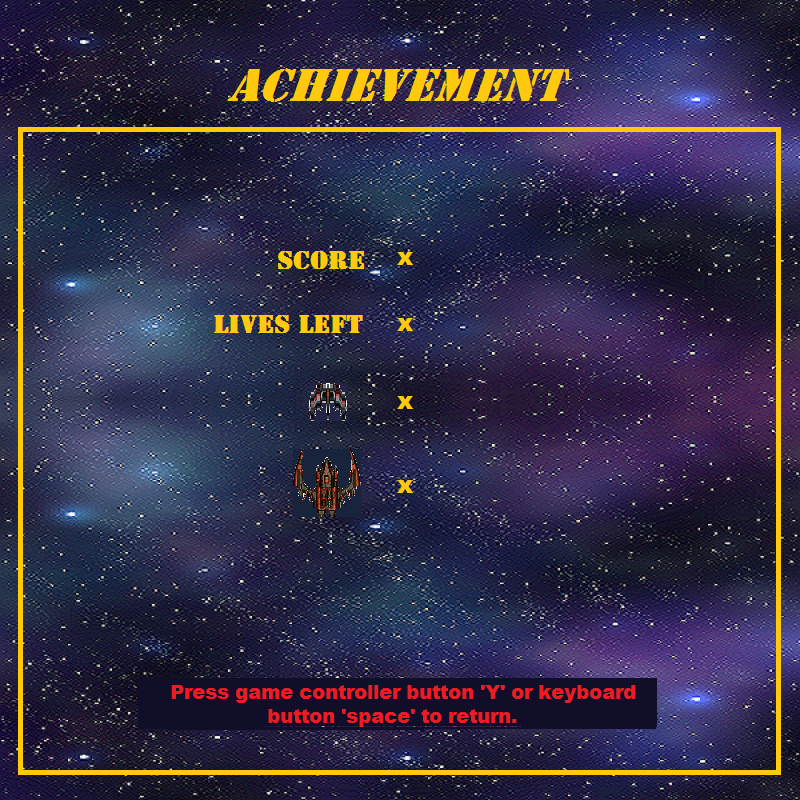 ACHIEVEMENT
SCORE x
LIVES LEFT x
x
x
Press game controller button 'Y' or keyboard
button 'space' to return.